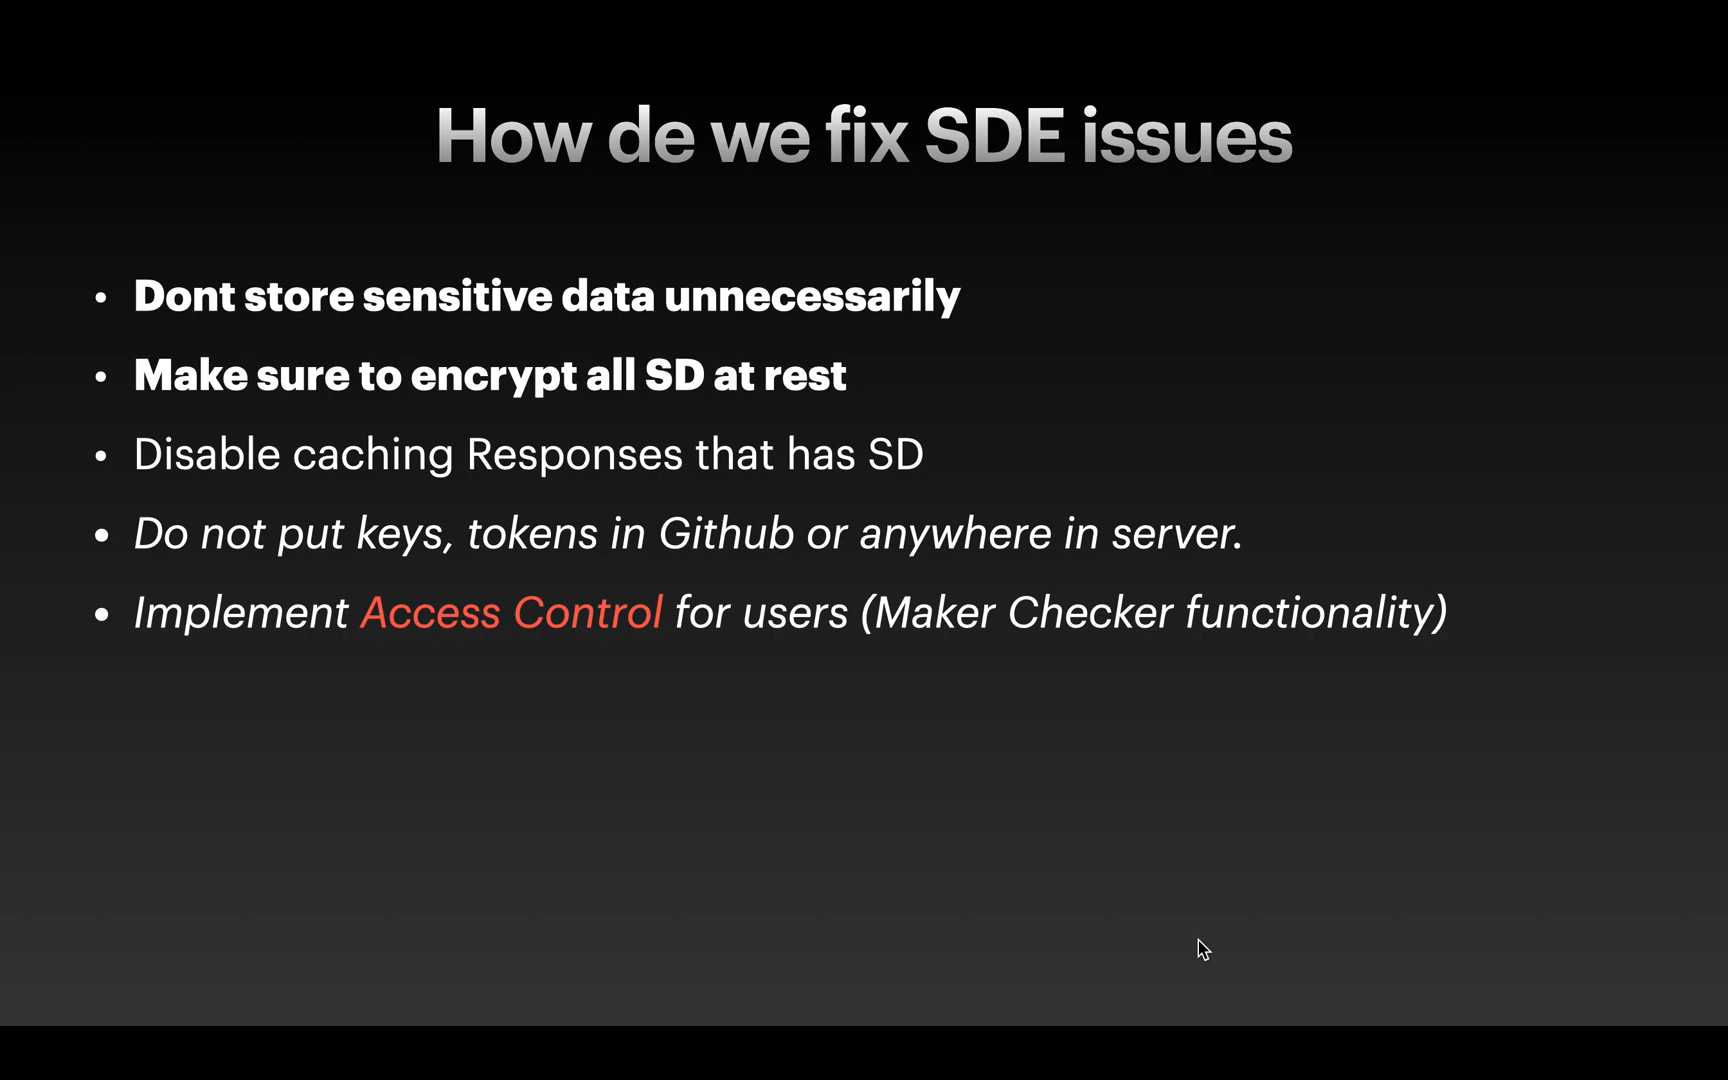 How de we fix SDE issues
• Dont store sensitive data unnecessarily
• Make sure to encrypt all SD at rest
• Disable caching Responses that has SD
• Do not put keys, tokens in Github or anywhere in server.
• Implement Access Control for users (Maker Checker functionality)